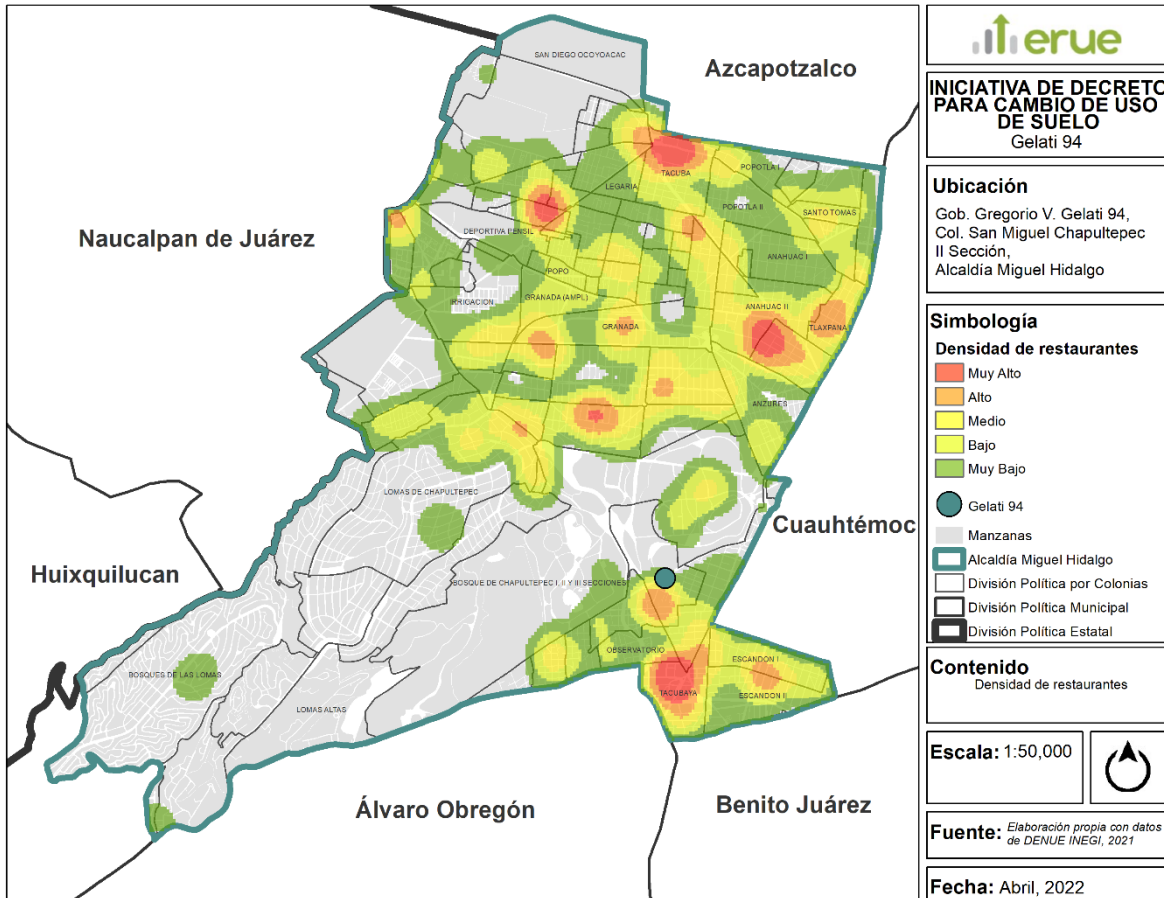 SAN DIEGO OCOYOACAC
Azcapotzalco
TACUBA
POPOTLA I
LEGARIA
POPOTLA II
SANTO TOMAS
Naucalpan de Juárez
DEPORTIVA PENSIL
ANAHUAC I
POPO
IRRIGACION
GRANADA (AMPL)
ANAHUAC II
GRANADA
TLAXPANA
ANZURES
LOMAS DE CHAPULTEPEC
Cuauhtémoc
Huixquilucan
BOSQUE DE CHAPULTEPEC I, II Y III SECCIONES
OBSERVATORIO
ESCANDON I
BOSQUES DE LAS LOMAS
TACUBAYA
ESCANDON II
LOMAS ALTAS
Álvaro Obregón
Benito Juárez
erue
INICIATIVA DE DECRETO
PARA CAMBIO DE USO
DE SUELO
Gelati 94
Ubicación
Gob. Gregorio V. Gelati 94,
Col. San Miguel Chapultepec
II Sección,
Alcaldía Miguel Hidalgo
Simbología
Densidad de restaurantes
Muy Alto
Alto
Medio
Bajo
Muy Bajo
Gelati 94
Manzanas
Alcaldía Miguel Hidalgo
División Política por Colonias
División Política Municipal
División Política Estatal
Contenido
Densidad de restaurantes
Escala: 1:50,000
Fuente: Elaboración propia con datos
de DENUE INEGI, 2021
Fecha: Abril, 2022